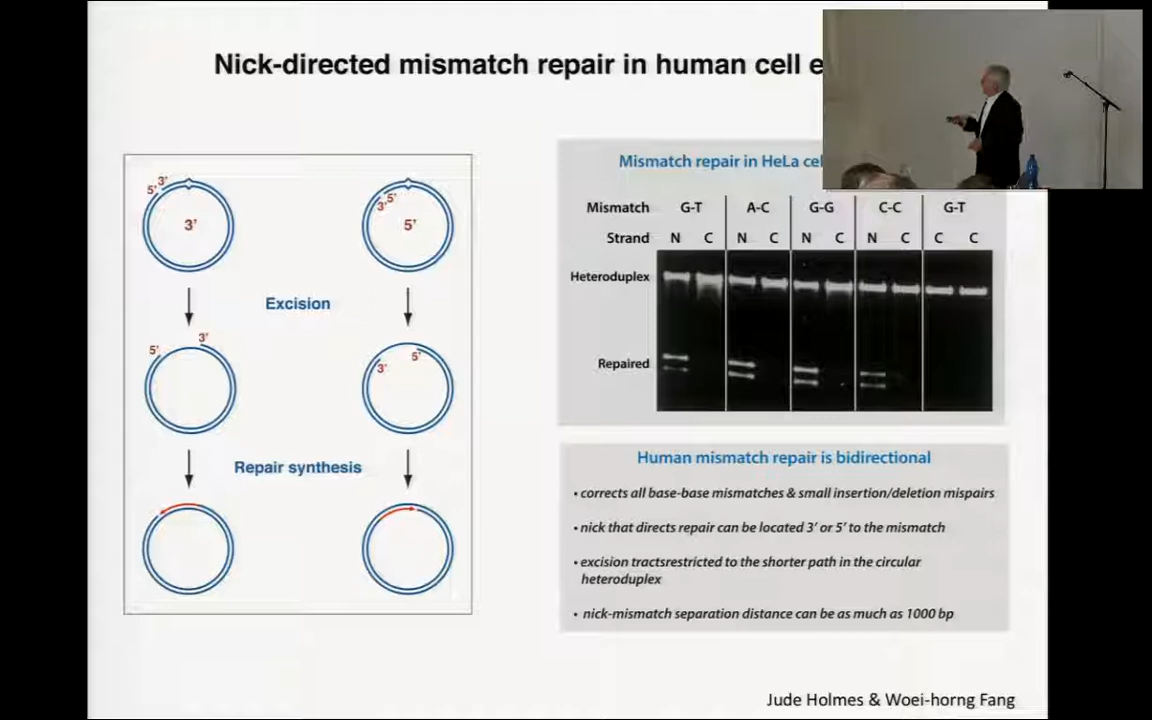 Nick-directed mismatch repair in human cell
5' 3'
3'
3' 5'
5'
Excision
5' 3'
3' 5'
Repair synthesis
Mismatch repair in HeLa
Mismatch G-T A-C G-G C-C G-T
Strand N C N C N C N C C C
Heteroduplex
Repaired
Human mismatch repair is bidirectional
• corrects all base-base mismatches & small insertion/deletion mispairs
• nick that directs repair can be located 3' or 5' to the mismatch
• excision tractsrestricted to the shorter path in the circular
heteroduplex
• nick-mismatch separation distance can be as much as 1000 bp
Jude Holmes & Woei-horng Fang